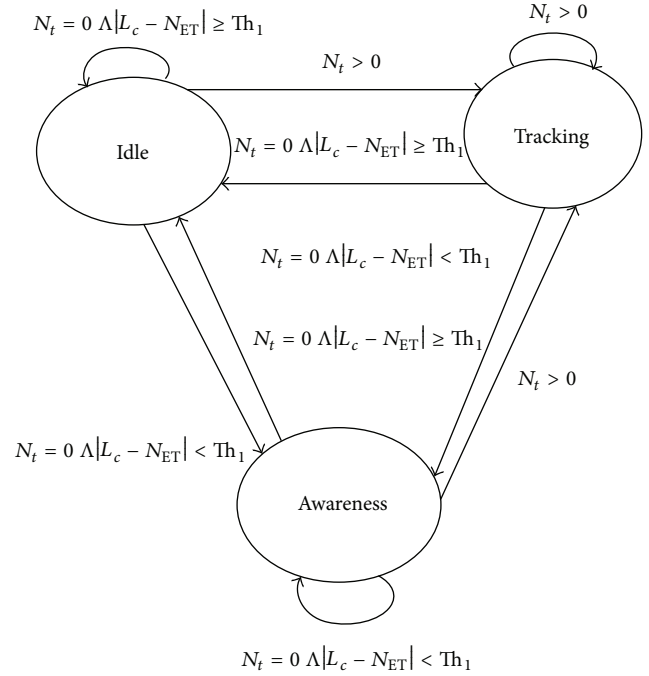 N_t = 0 Λ|L_c − N_ET| ≥ Th_1
N_t > 0
N_t > 0
Idle
Tracking
N_t = 0 Λ|L_c − N_ET| ≥ Th_1
N_t = 0 Λ|L_c − N_ET| < Th_1
N_t = 0 Λ|L_c − N_ET| ≥ Th_1
N_t > 0
N_t = 0 Λ|L_c − N_ET| < Th_1
Awareness
N_t = 0 Λ|L_c − N_ET| < Th_1